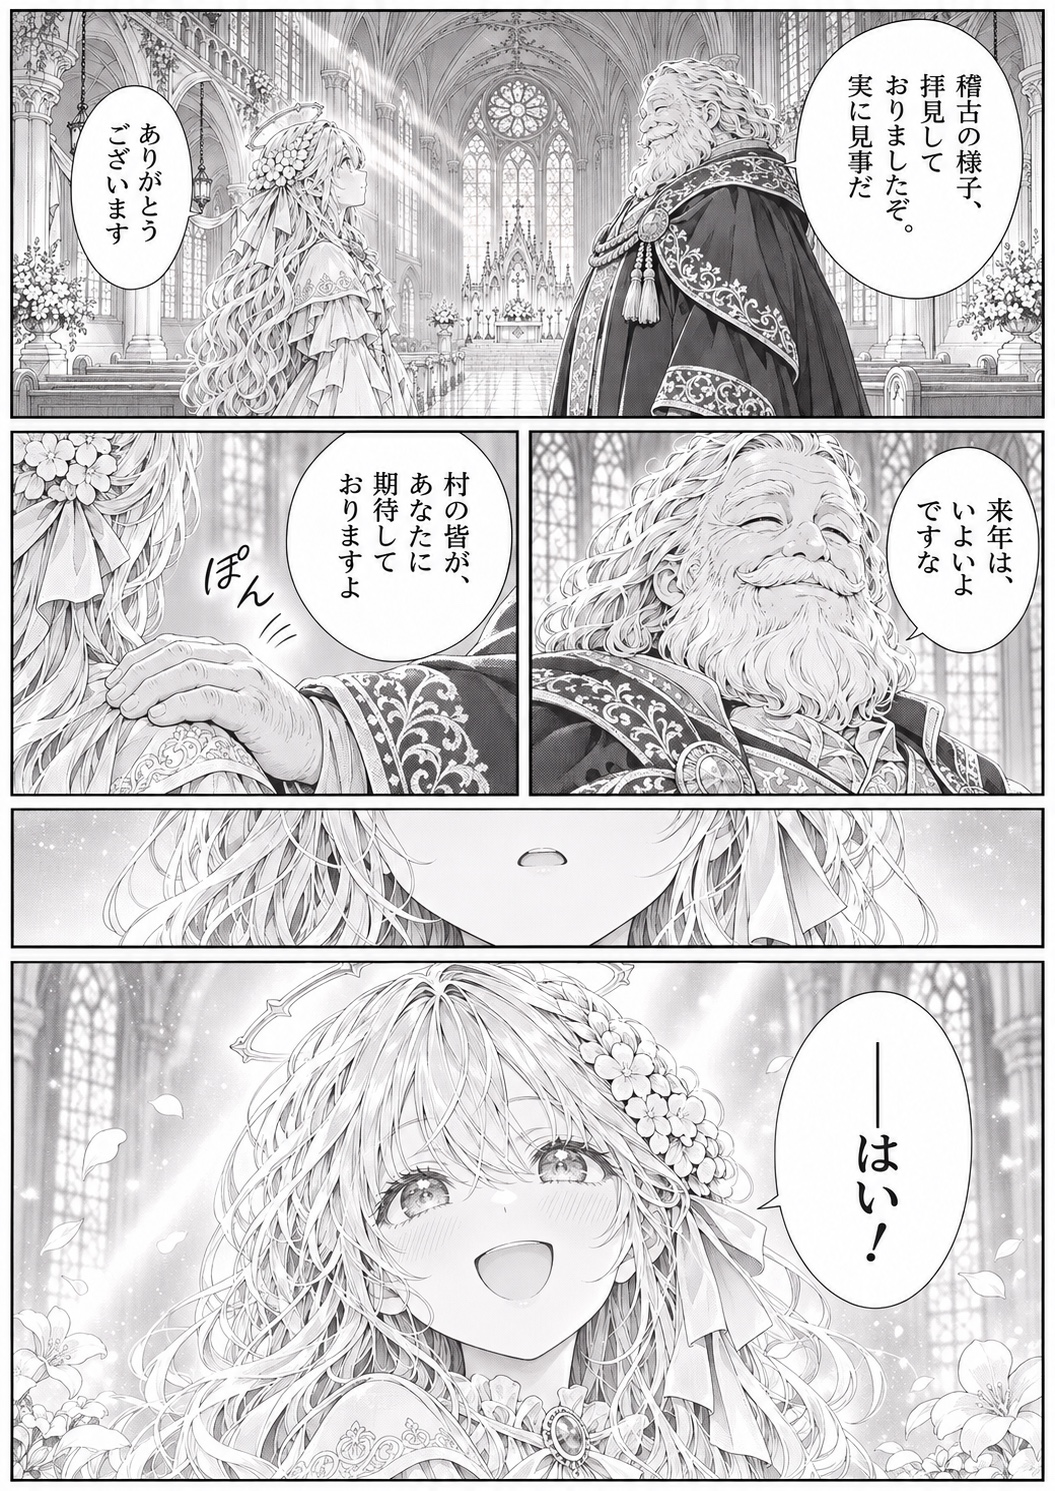 稽古の様子、
拝見して
おりましたぞ。
実に見事だ
ありがとう
ございます
来年は、
いよいよ
ですな
村の皆が、
あなたに
期待して
おりますよ
ぽん
──はい！